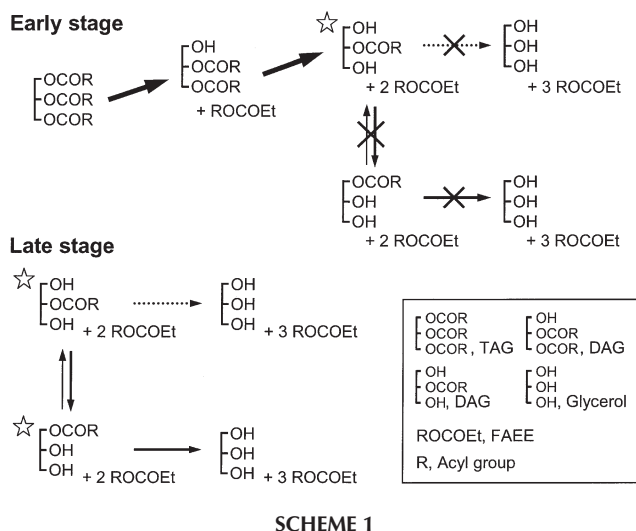 Early stage
OCOR
OCOR
OCOR
OH
OCOR
OCOR
+ ROCOEt
OH
OCOR
OH
+ 2 ROCOEt
OH
OH
OH
+ 3 ROCOEt
OCOR
OH
OH
+ 2 ROCOEt
OH
OH
OH
+ 3 ROCOEt
Late stage
OH
OCOR
OH
+ 2 ROCOEt
OH
OH
OH
+ 3 ROCOEt
OCOR
OH
OH
+ 2 ROCOEt
OH
OH
OH
+ 3 ROCOEt
OCOR
OCOR
OCOR, TAG
OH
OCOR
OCOR, DAG
OH
OCOR
OH, DAG
OH
OH
OH, Glycerol
ROCOEt, FAEE
R, Acyl group
SCHEME 1